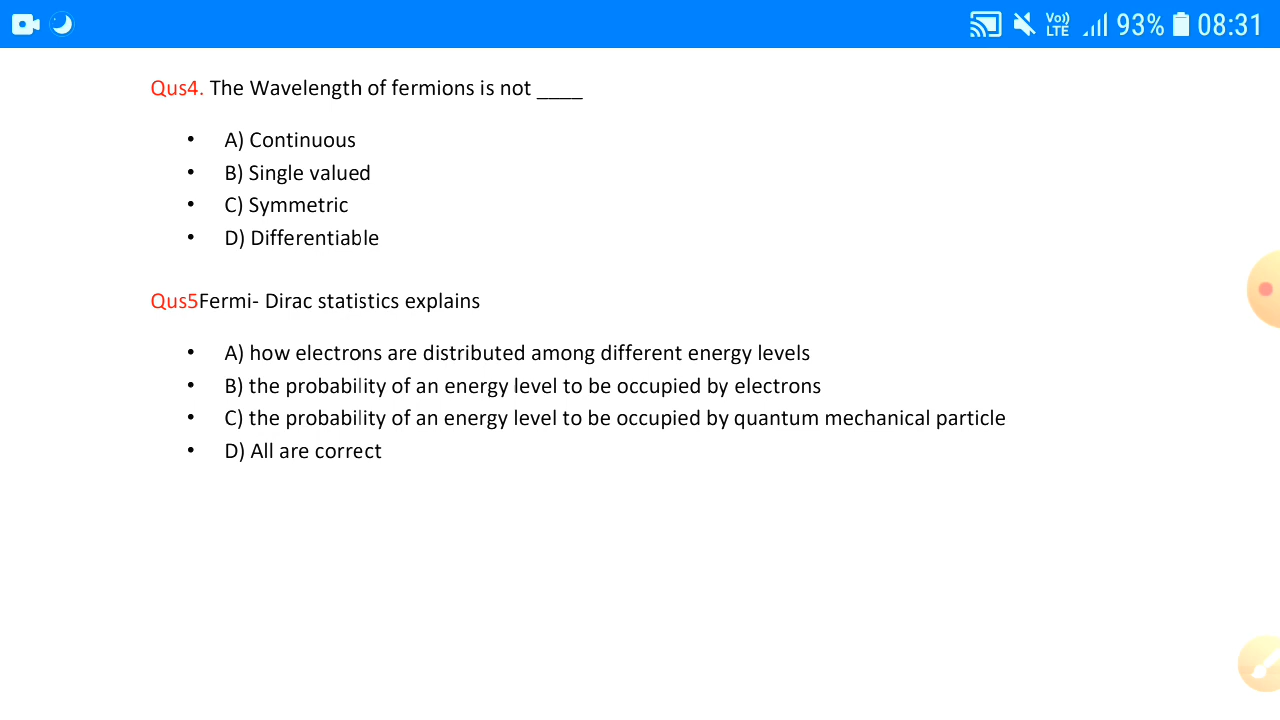 Vo)) LTE 93% 08:31
Qus4. The Wavelength of fermions is not ____
• A) Continuous
• B) Single valued
• C) Symmetric
• D) Differentiable
Qus5Fermi- Dirac statistics explains
• A) how electrons are distributed among different energy levels
• B) the probability of an energy level to be occupied by electrons
• C) the probability of an energy level to be occupied by quantum mechanical particle
• D) All are correct